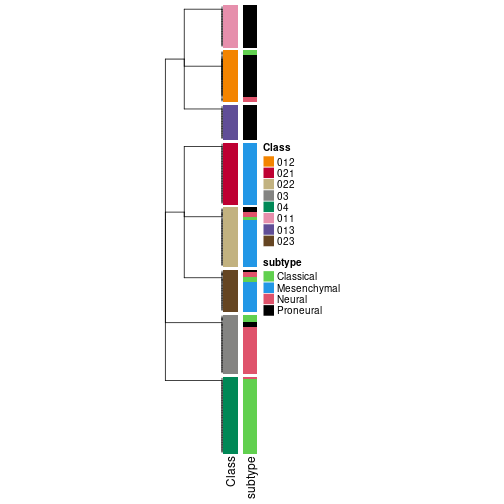 Class
012
021
022
03
04
011
013
023
subtype
Classical
Mesenchymal
Neural
Proneural
Class
subtype